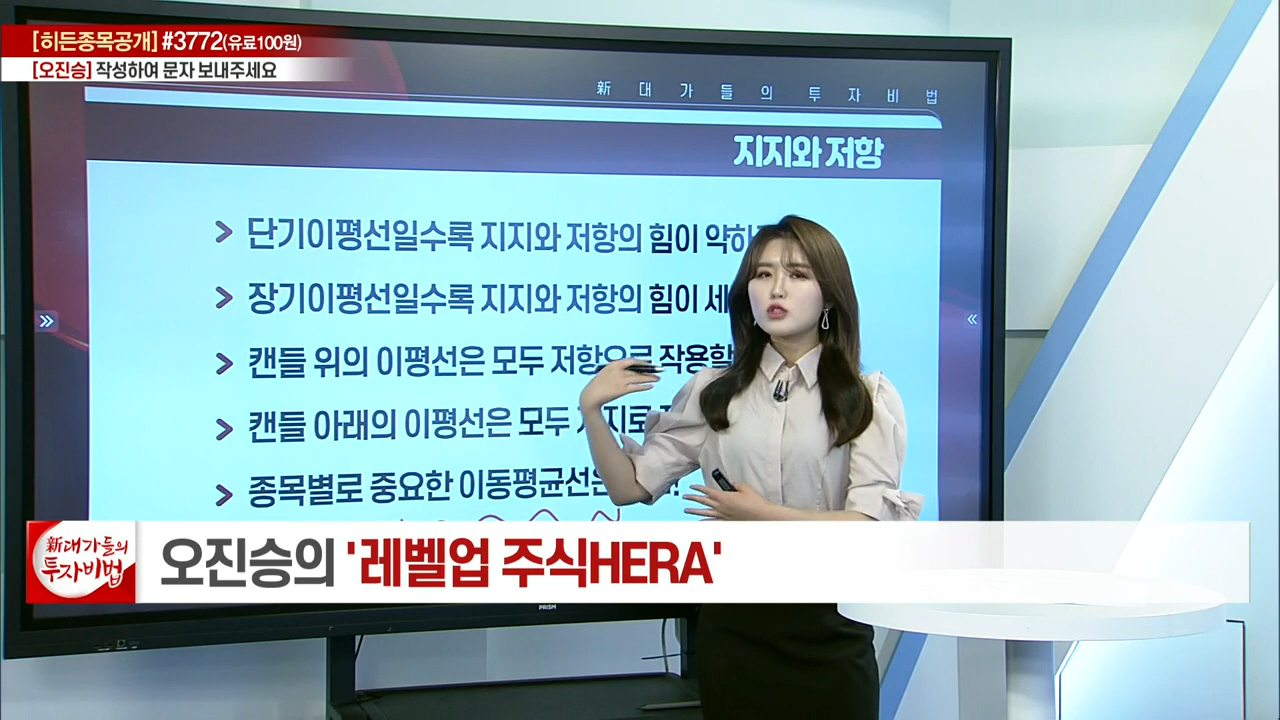 [히든종목공개] #3772(유료100원)
[오진승] 작성하여 문자 보내주세요
新 대 가 들 의 투 자 비 법
지지와 저항
> 단기이평선일수록 지지와 저항의 힘이
> 장기이평선일수록 지지와 저항의 힘이
> 캔들 위의 이평선은 모두 저항으로 작용할
> 캔들 아래의 이평선은 모두
> 종목별로 중요한 이동평균선은
新대가들의
투자비법
오진승의 '레벨업 주식HERA'
PRISM